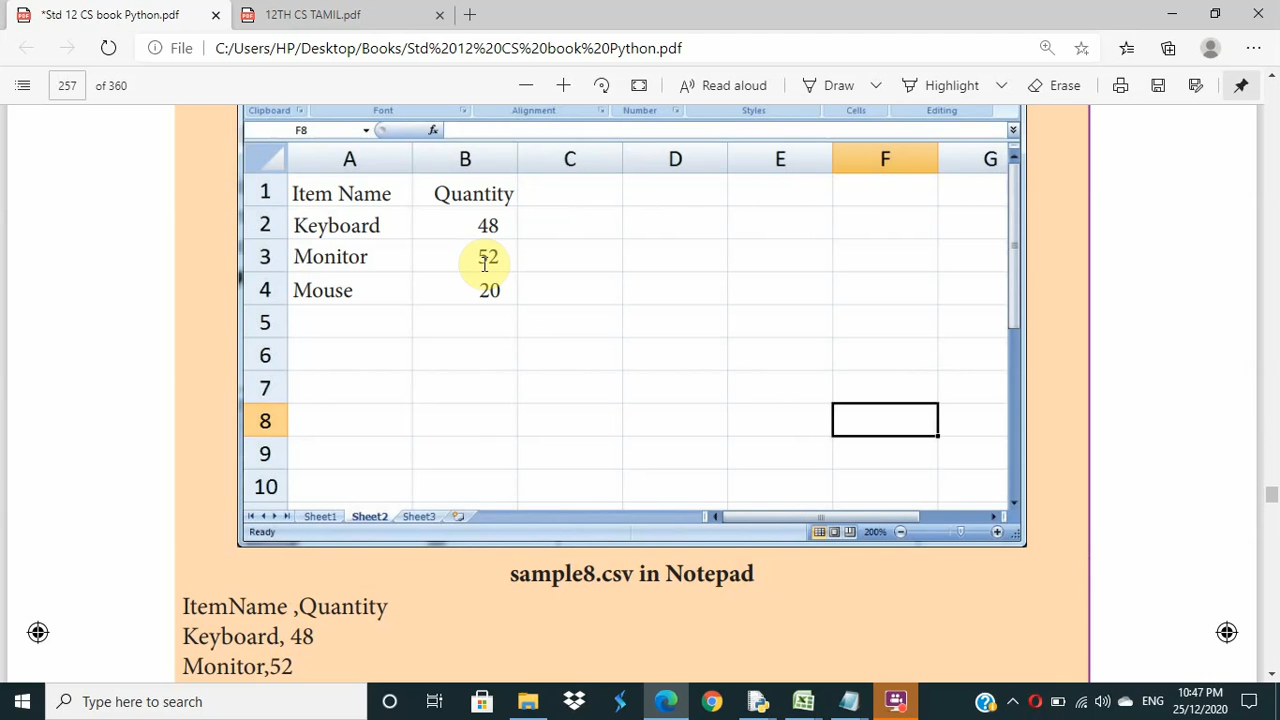 *Std 12 CS book Python.pdf
12TH CS TAMIL.pdf
File C:/Users/HP/Desktop/Books/Std%2012%20CS%20book%20Python.pdf
257 of 360 Read aloud Draw Highlight Erase
Clipboard Font Alignment Number Styles Cells Editing
F8 fx
A B C D E F G
1 Item Name Quantity
2 Keyboard 48
3 Monitor 52
4 Mouse 20
5
6
7
8
9
10
Sheet1 Sheet2 Sheet3
Ready 200%
sample8.csv in Notepad
ItemName ,Quantity
Keyboard, 48
Monitor,52
Type here to search
ENG
10:47 PM
25/12/2020